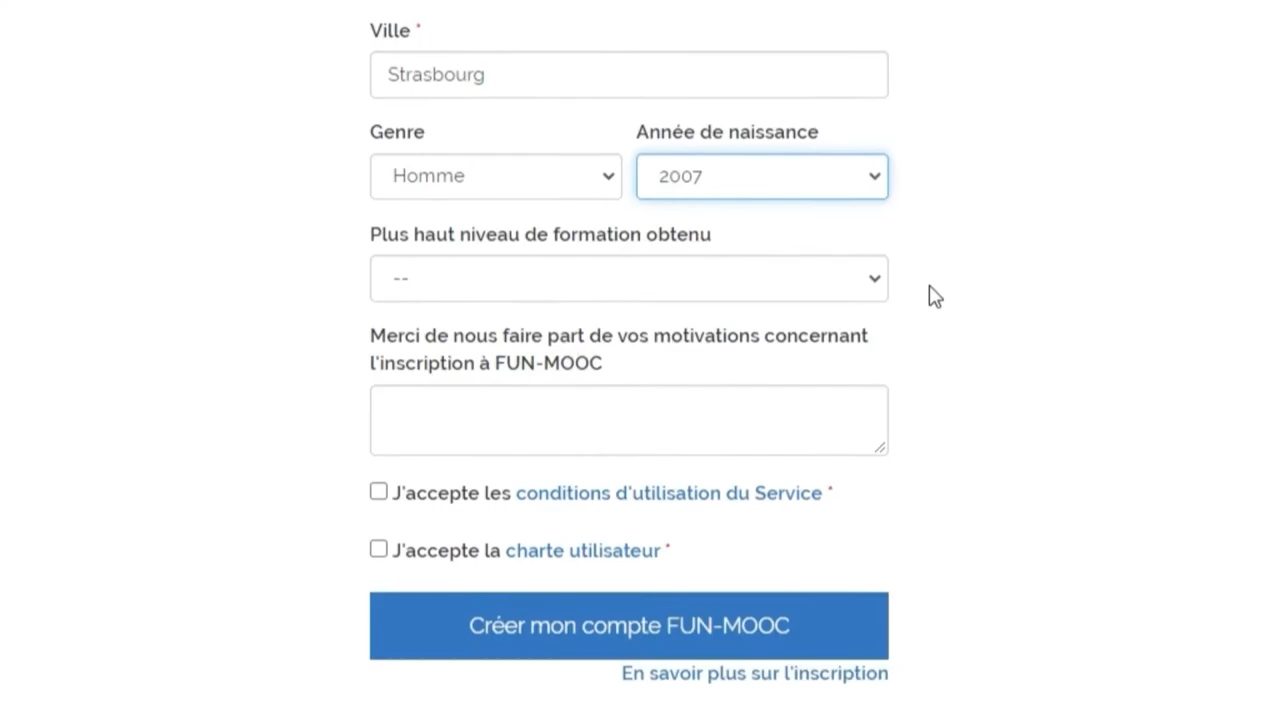 Ville *
Strasbourg
Genre
Année de naissance
Homme
2007
Plus haut niveau de formation obtenu
--
Merci de nous faire part de vos motivations concernant
l'inscription à FUN-MOOC
J'accepte les conditions d'utilisation du Service *
J'accepte la charte utilisateur *
Créer mon compte FUN-MOOC
En savoir plus sur l'inscription